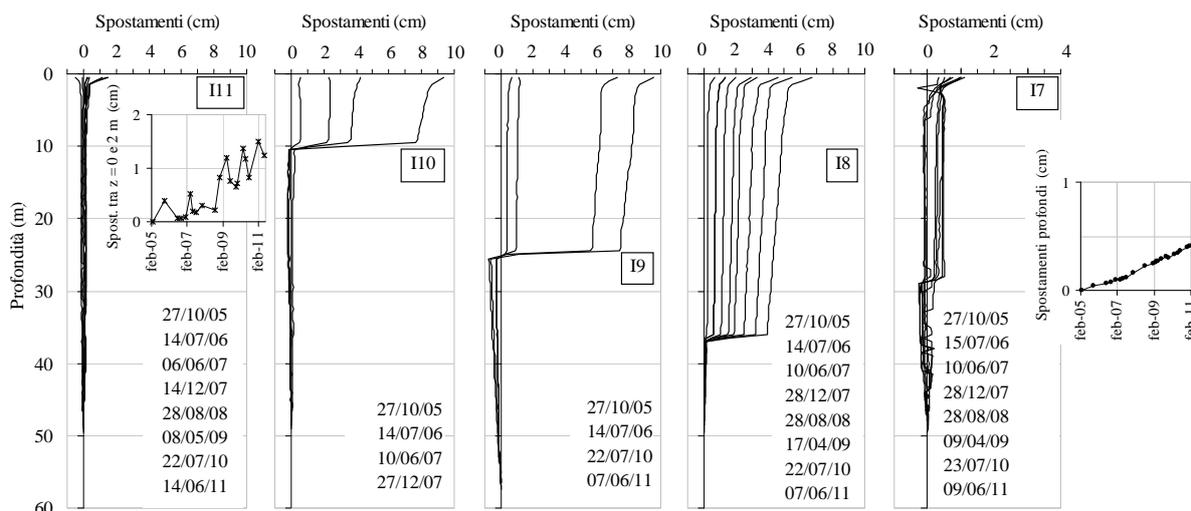 Spostamenti (cm)
Spostamenti (cm)
Spostamenti (cm)
Spostamenti (cm)
Spostamenti (cm)
0 2 4 6 8 10
0 2 4 6 8 10
0 2 4 6 8 10
0 2 4 6 8 10
0 2 4
Profondità (m)
0
10
20
30
40
50
60
I11
Spost. tra z = 0 e 2 m (cm)
2
1
0
feb-05
feb-07
feb-09
feb-11
27/10/05
14/07/06
06/06/07
14/12/07
28/08/08
08/05/09
22/07/10
14/06/11
I10
27/10/05
14/07/06
10/06/07
27/12/07
I9
27/10/05
14/07/06
22/07/10
07/06/11
I8
27/10/05
14/07/06
10/06/07
28/12/07
28/08/08
17/04/09
22/07/10
07/06/11
I7
27/10/05
15/07/06
10/06/07
28/12/07
28/08/08
09/04/09
23/07/10
09/06/11
Spostamenti profondi (cm)
1
0
feb-05
feb-07
feb-09
feb-11